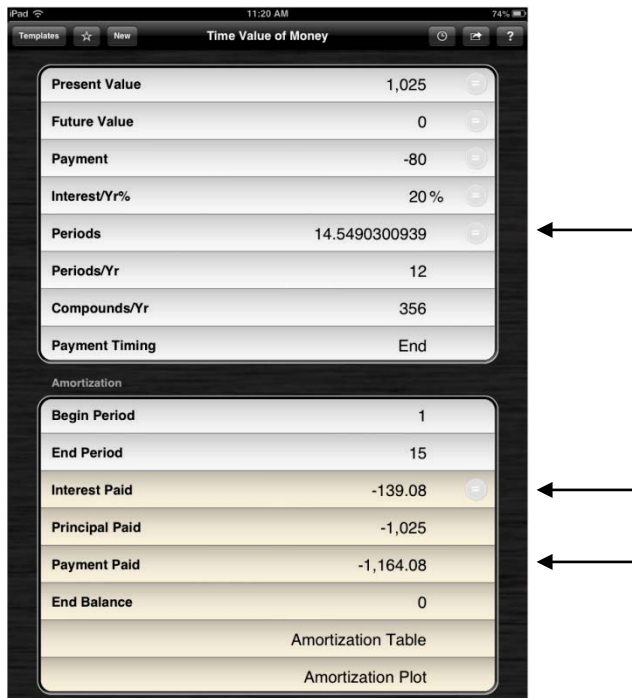 iPad 11:20 AM 74%
Templates ☆ New Time Value of Money ?
Present Value 1,025 =
Future Value 0 =
Payment -80 =
Interest/Yr% 20 % =
Periods 14.5490300939 =
Periods/Yr 12
Compounds/Yr 356
Payment Timing End
Amortization
Begin Period 1
End Period 15
Interest Paid -139.08 =
Principal Paid -1,025
Payment Paid -1,164.08
End Balance 0
Amortization Table
Amortization Plot